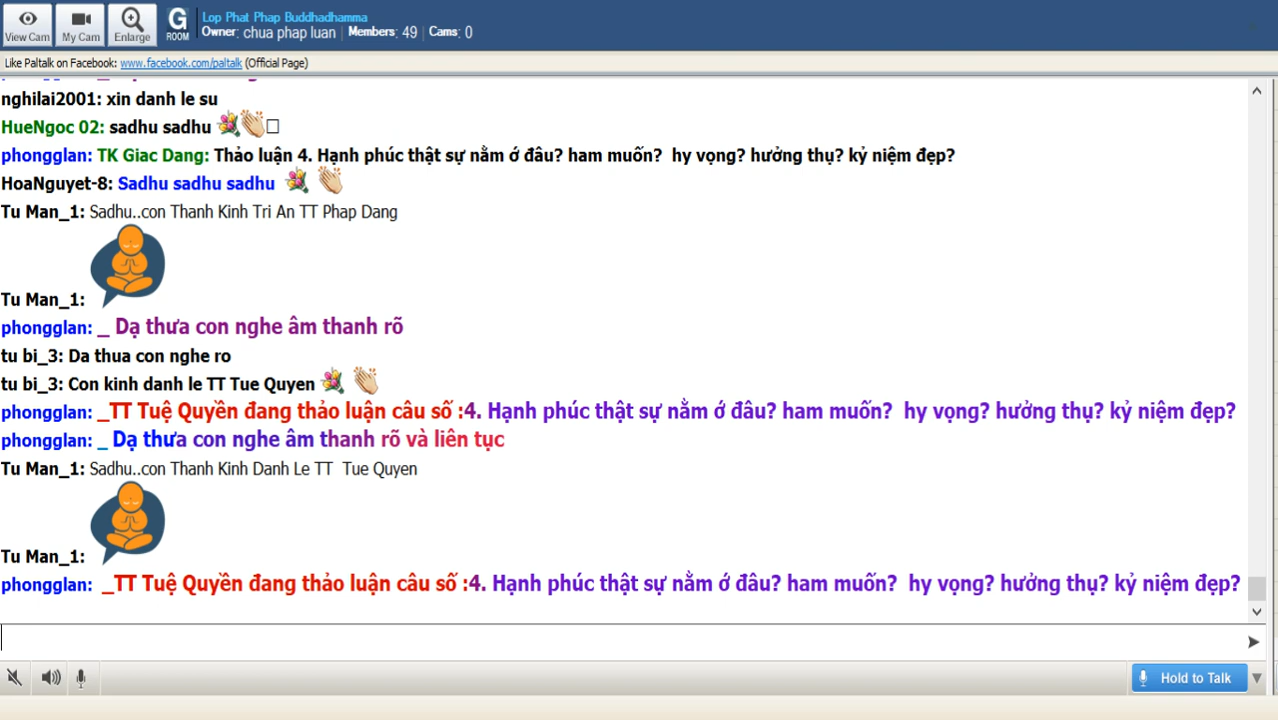 View Cam
My Cam
Enlarge
G
ROOM
Lop Phat Phap Buddhadhamma
Owner: chua phap luan | Members: 49 | Cams: 0
Like Paltalk on Facebook: www.facebook.com/paltalk (Official Page)
nghilai2001: xin danh le su
HueNgoc 02: sadhu sadhu
phongglan: TK Giac Dang: Thảo luận 4. Hạnh phúc thật sự nằm ớ đâu? ham muốn? hy vọng? hưởng thụ? kỷ niệm đẹp?
HoaNguyet-8: Sadhu sadhu sadhu
Tu Man_1: Sadhu..con Thanh Kinh Tri An TT Phap Dang
Tu Man_1:
phongglan: _ Dạ thưa con nghe âm thanh rõ
tu bi_3: Da thua con nghe ro
tu bi_3: Con kinh danh le TT Tue Quyen
phongglan: _TT Tuệ Quyền đang thảo luận câu số :4. Hạnh phúc thật sự nằm ớ đâu? ham muốn? hy vọng? hưởng thụ? kỷ niệm đẹp?
phongglan: _ Dạ thưa con nghe âm thanh rõ và liên tục
Tu Man_1: Sadhu..con Thanh Kinh Danh Le TT Tue Quyen
Tu Man_1:
phongglan: _TT Tuệ Quyền đang thảo luận câu số :4. Hạnh phúc thật sự nằm ớ đâu? ham muốn? hy vọng? hưởng thụ? kỷ niệm đẹp?
Hold to Talk